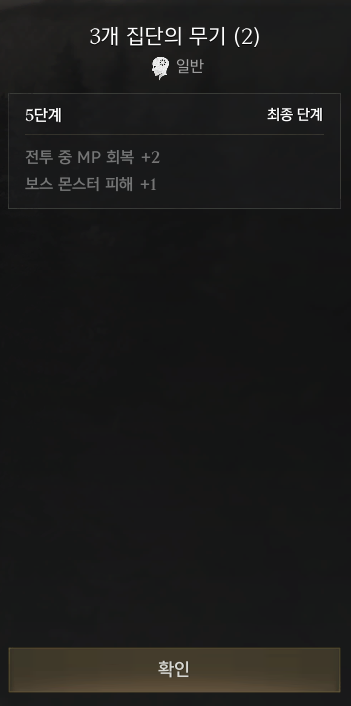 3개 집단의 무기 (2)
일반
5단계 최종 단계
전투 중 MP 회복 +2
보스 몬스터 피해 +1
확인